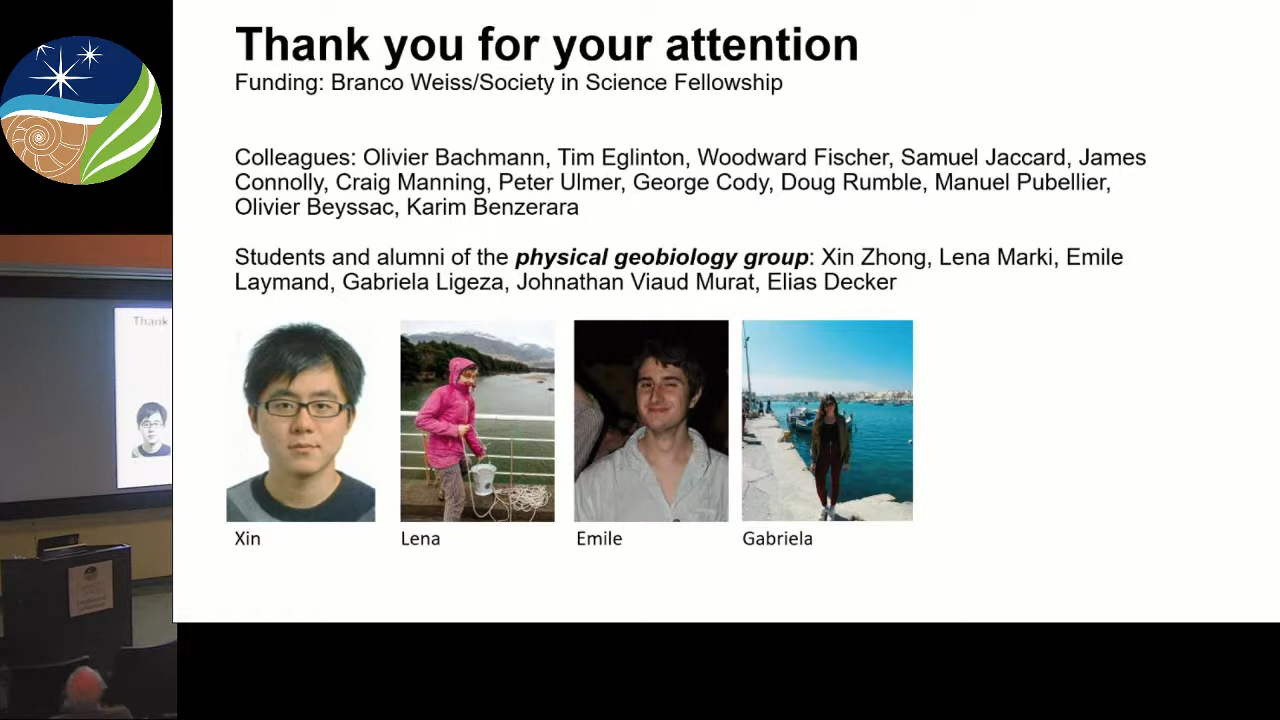 Thank you for your attention
Funding: Branco Weiss/Society in Science Fellowship
Colleagues: Olivier Bachmann, Tim Eglinton, Woodward Fischer, Samuel Jaccard, James
Connolly, Craig Manning, Peter Ulmer, George Cody, Doug Rumble, Manuel Pubellier,
Olivier Beyssac, Karim Benzerara
Students and alumni of the physical geobiology group: Xin Zhong, Lena Marki, Emile
Laymand, Gabriela Ligeza, Johnathan Viaud Murat, Elias Decker
Thank
Xin
Lena
Emile
Gabriela